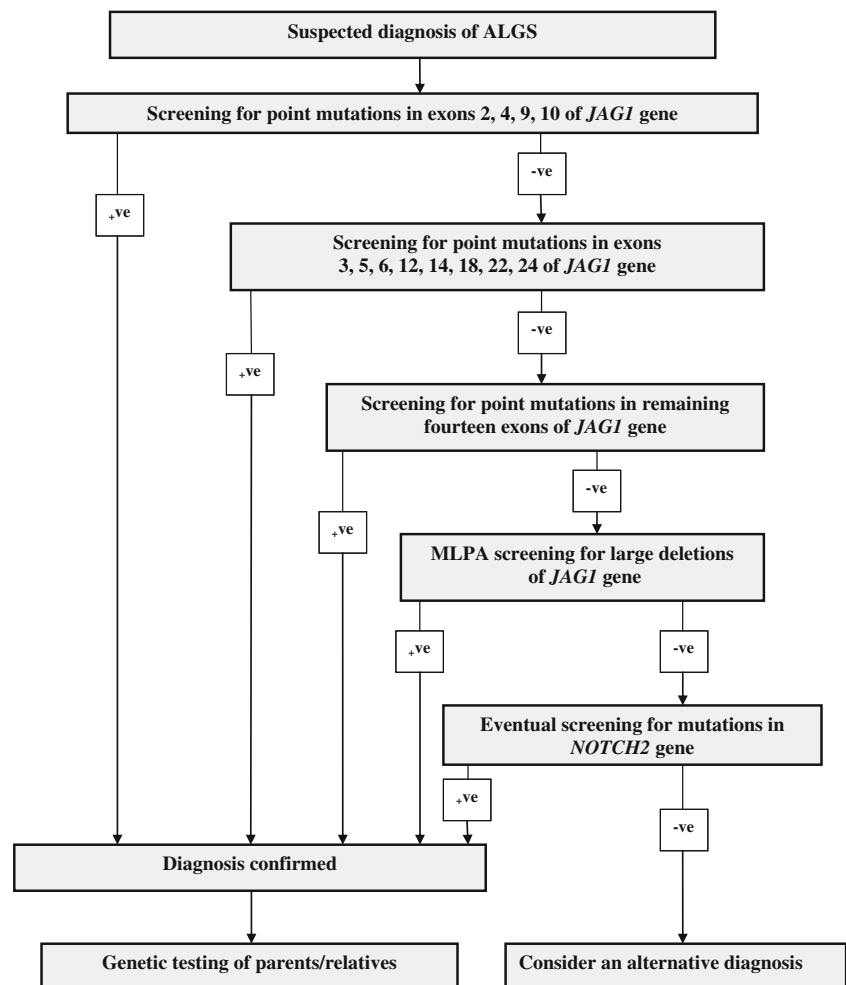 Suspected diagnosis of ALGS
Screening for point mutations in exons 2, 4, 9, 10 of JAG1 gene
-ve
+ve
Screening for point mutations in exons
3, 5, 6, 12, 14, 18, 22, 24 of JAG1 gene
-ve
+ve
Screening for point mutations in remaining
fourteen exons of JAG1 gene
-ve
+ve
MLPA screening for large deletions
of JAG1 gene
+ve
-ve
Eventual screening for mutations in
NOTCH2 gene
+ve
-ve
Diagnosis confirmed
Genetic testing of parents/relatives
Consider an alternative diagnosis